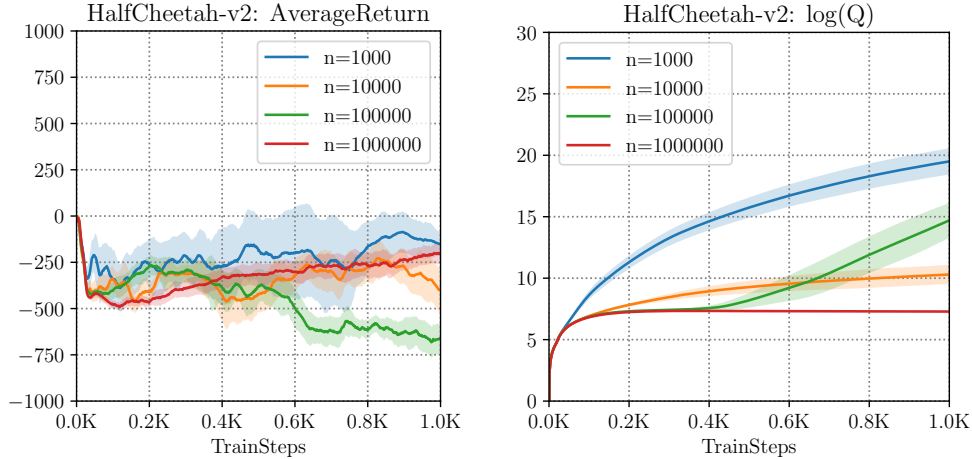 HalfCheetah-v2: AverageReturn
1000
750
500
250
0
−250
−500
−750
−1000
n=1000
n=10000
n=100000
n=1000000
0.0K 0.2K 0.4K 0.6K 0.8K 1.0K
TrainSteps
HalfCheetah-v2: log(Q)
30
25
20
15
10
5
0
n=1000
n=10000
n=100000
n=1000000
0.0K 0.2K 0.4K 0.6K 0.8K 1.0K
TrainSteps